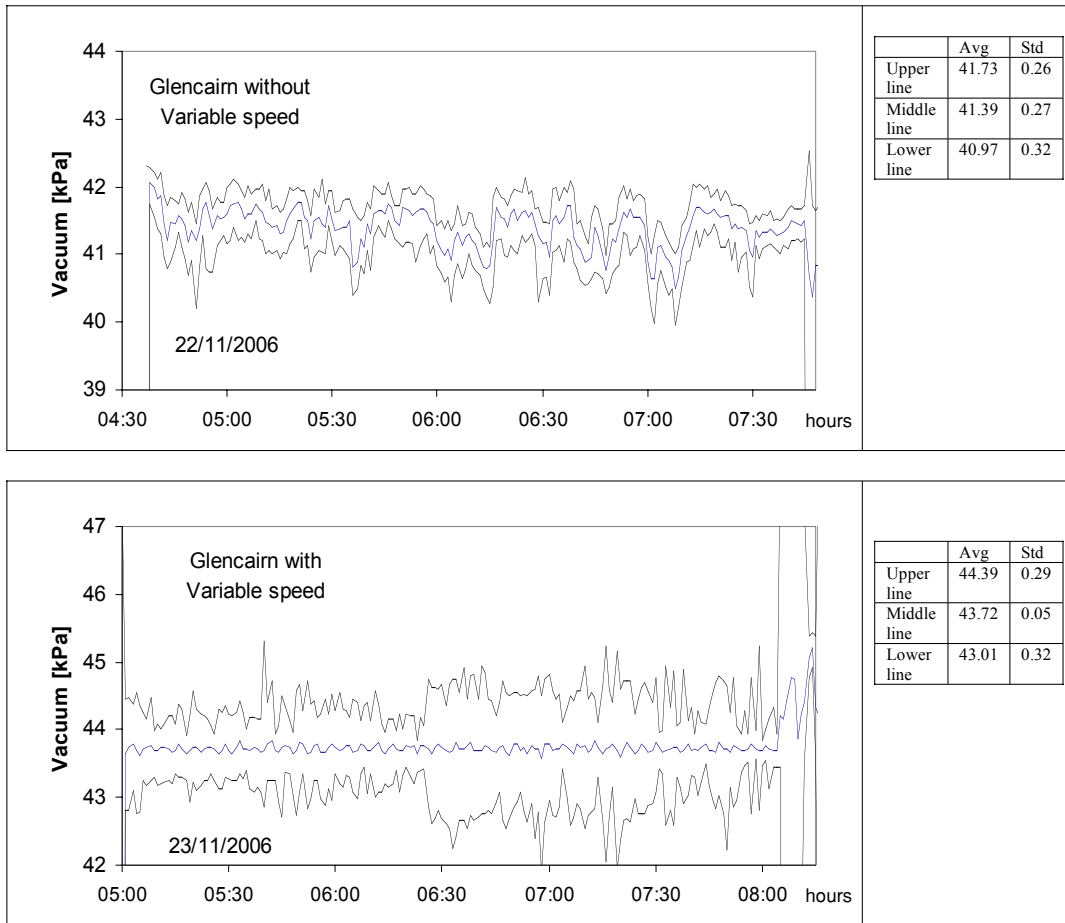 44
43
42
41
40
39
Vacuum [kPa]
Glencairn without
Variable speed
22/11/2006
04:30 05:00 05:30 06:00 06:30 07:00 07:30 hours
Avg Std
Upper 41.73 0.26
line
Middle 41.39 0.27
line
Lower 40.97 0.32
line
47
46
45
44
43
42
Vacuum [kPa]
Glencairn with
Variable speed
23/11/2006
05:00 05:30 06:00 06:30 07:00 07:30 08:00 hours
Avg Std
Upper 44.39 0.29
line
Middle 43.72 0.05
line
Lower 43.01 0.32
line